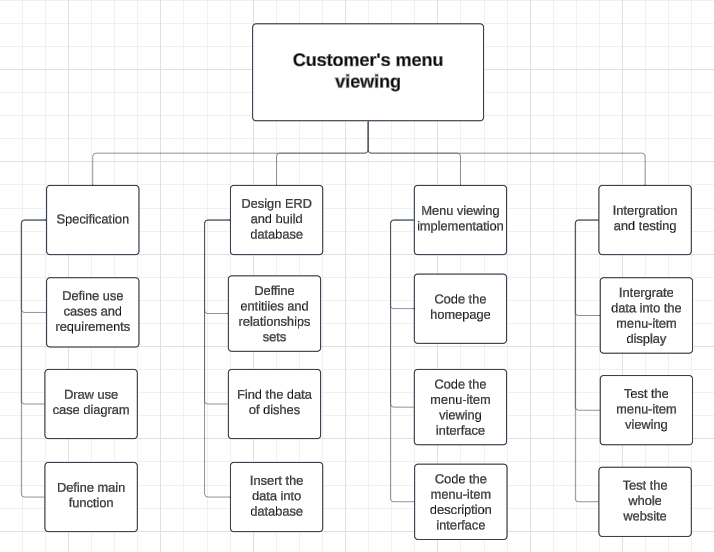 Customer's menu
viewing
Specification
Design ERD
and build
database
Menu viewing
implementation
Intergration
and testing
Define use
cases and
requirements
Deffine
entitiies and
relationships
sets
Code the
homepage
Intergrate
data into the
menu-item
display
Draw use
case diagram
Find the data
of dishes
Code the
menu-item
viewing
interface
Test the
menu-item
viewing
Define main
function
Insert the
data into
database
Code the
menu-item
description
interface
Test the
whole
website